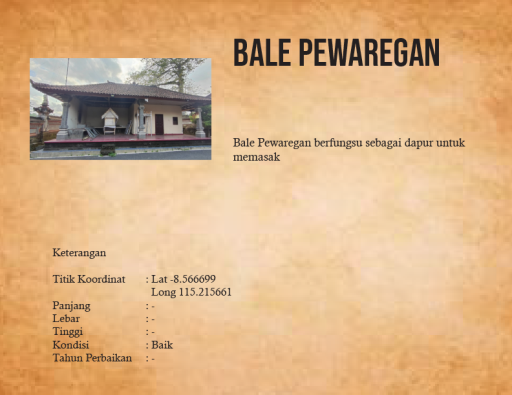 BALE PEWAREGAN
Bale Pewaregan berfungsu sebagai dapur untuk
memasak
Keterangan
Titik Koordinat : Lat -8.566699
Long 115.215661
Panjang : -
Lebar : -
Tinggi : -
Kondisi : Baik
Tahun Perbaikan : -